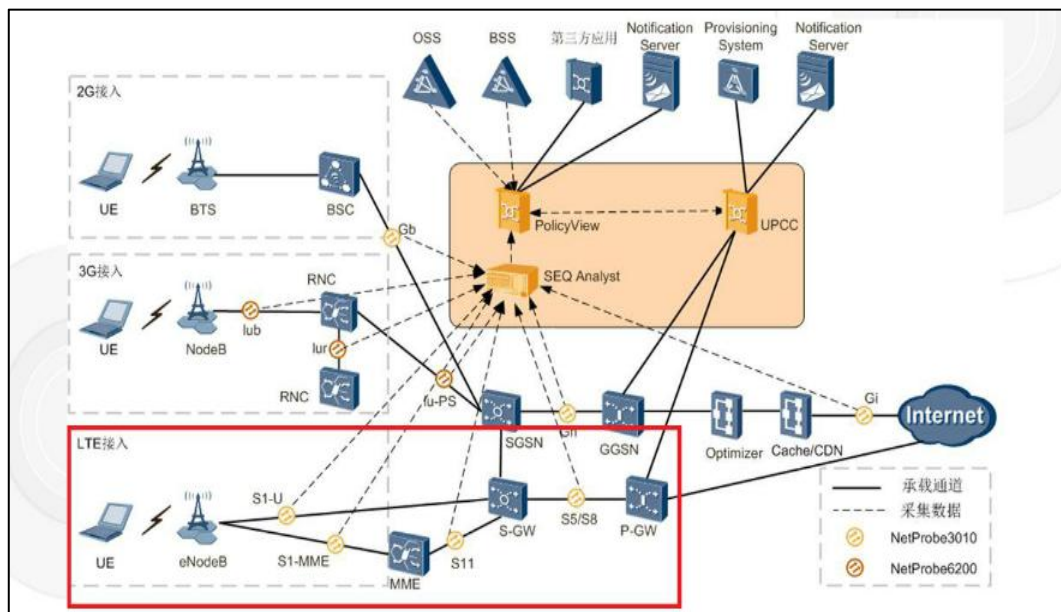 OSS
BSS
第三方应用
Notification
Server
Provisioning
System
Notification
Server
2G接入
UE
BTS
BSC
Gb
PolicyView
UPCC
SEQ Analyst
3G接入
RNC
UE
NodeB
Iub
Iur
RNC
Iu-PS
SGSN
Gn
GGSN
Optimizer
Cache/CDN
Gi
Internet
LTE接入
S1-U
UE
eNodeB
S1-MME
MME
S11
S-GW
S5/S8
P-GW
承载通道
采集数据
NetProbe3010
NetProbe6200